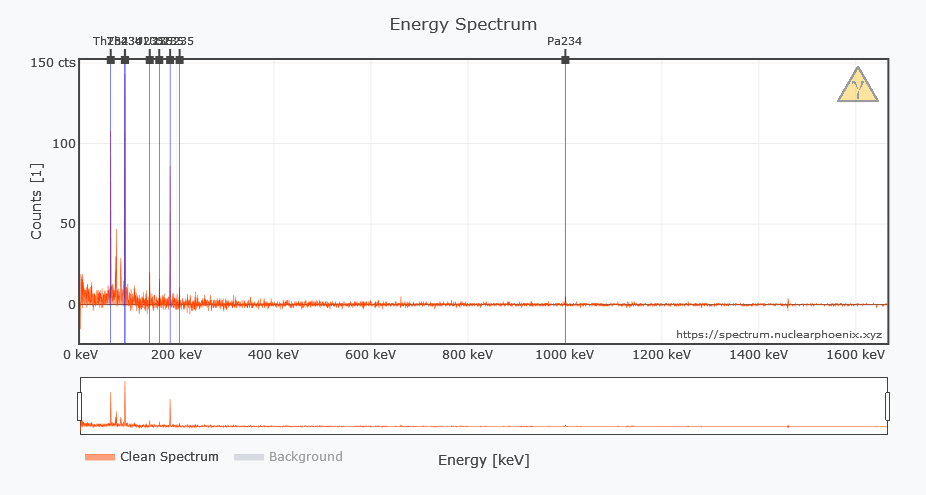 Energy Spectrum
Pa234
150 cts
100
50
0
Counts [1]
γ
https://spectrum.nuclearphoenix.xyz
0 keV 200 keV 400 keV 600 keV 800 keV 1000 keV 1200 keV 1400 keV 1600 keV
Clean Spectrum Background
Energy [keV]